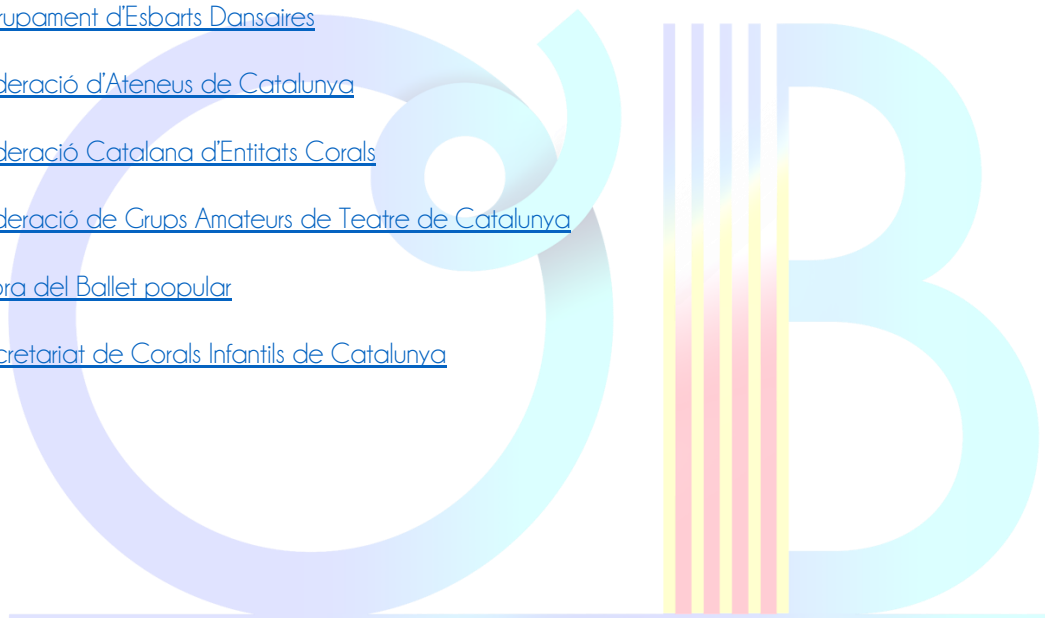 rupament d'Esbarts Dansaires
deració d'Ateneus de Catalunya
deració Catalana d'Entitats Corals
deració de Grups Amateurs de Teatre de Catalunya
ora del Ballet popular
cretariat de Corals Infantils de Catalunya